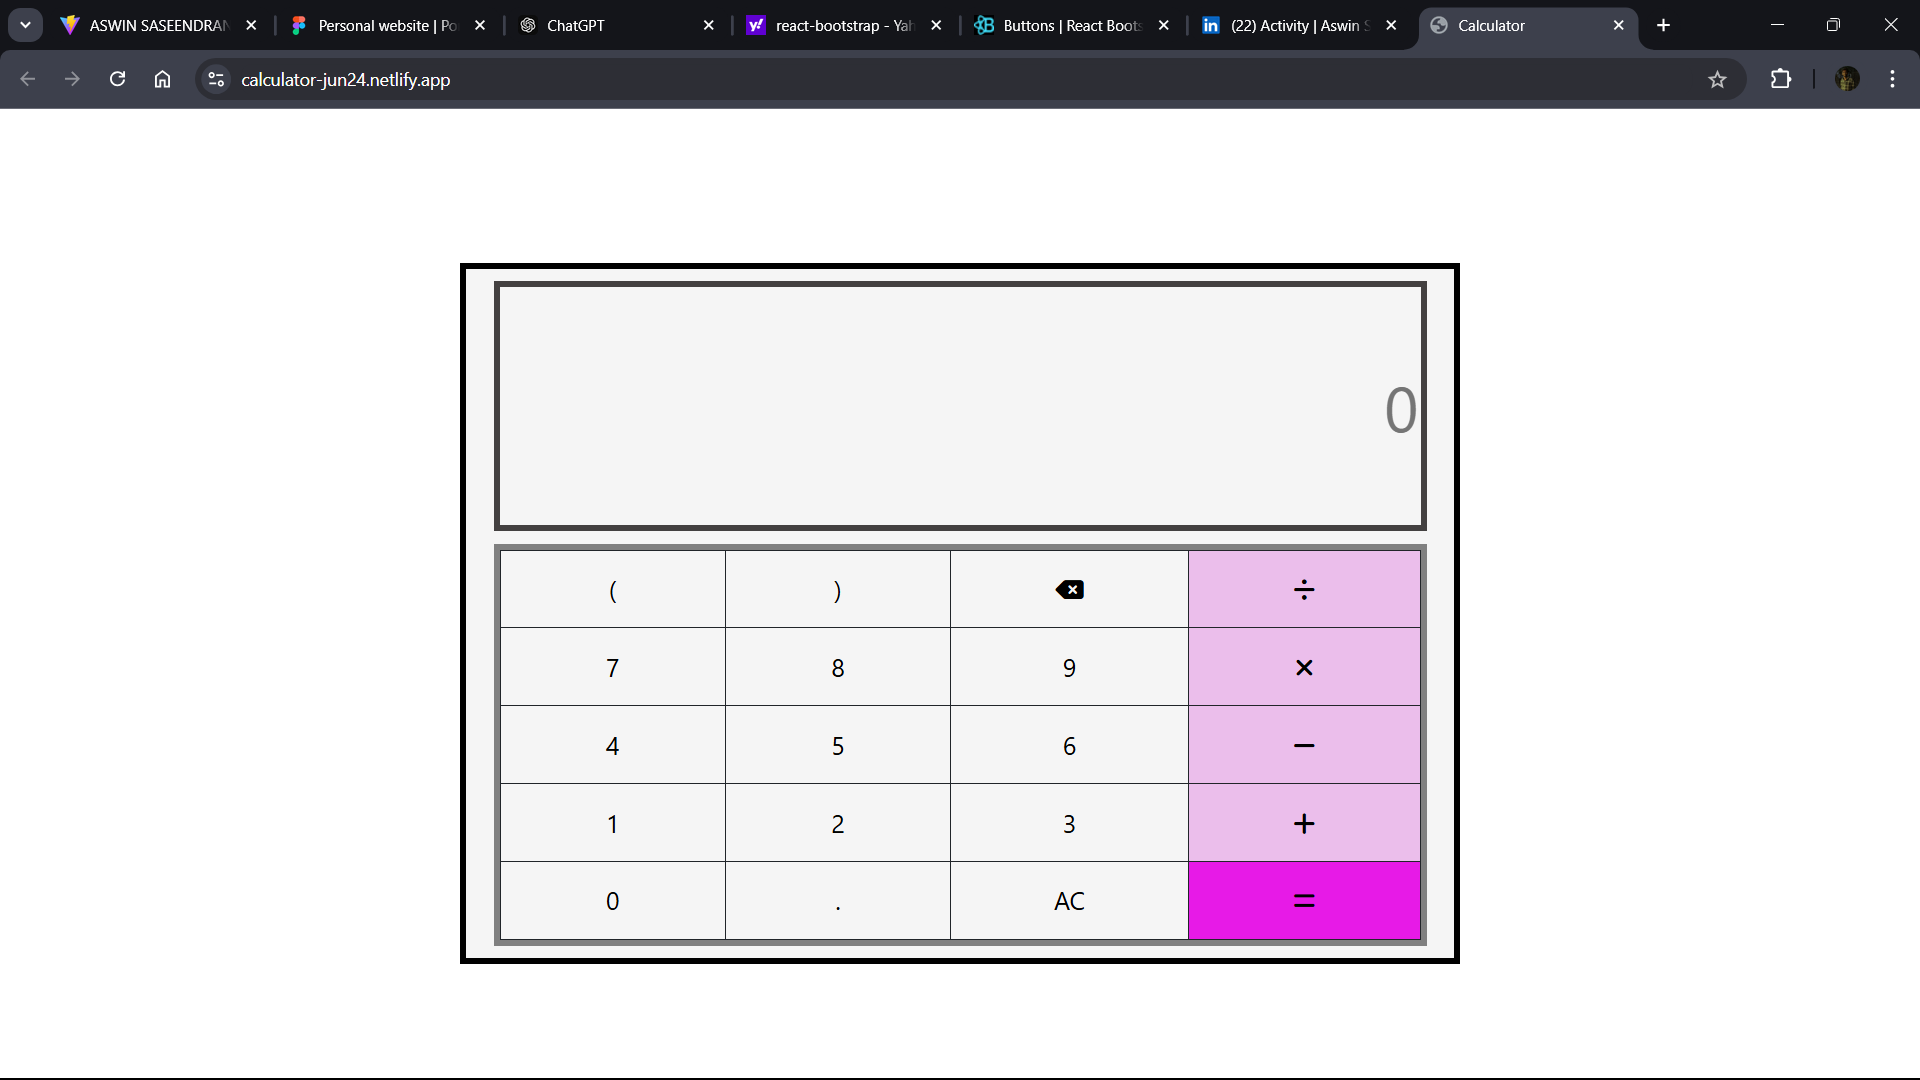 ASWIN SASEENDRAN
Personal website | Po
ChatGPT
react-bootstrap - Yah
Buttons | React Boots
in (22) Activity | Aswin S
Calculator
calculator-jun24.netlify.app
0
( ) ÷
7 8 9 ×
4 5 6 −
1 2 3 +
0 . AC =